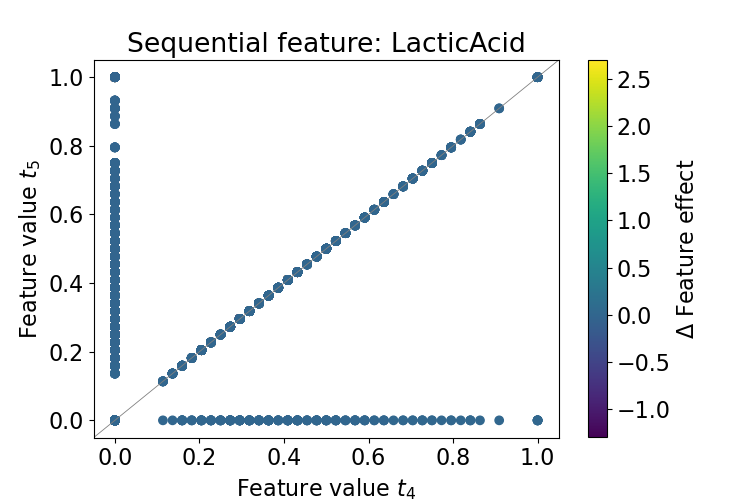 Sequential feature: LacticAcid
1.0
0.8
0.6
0.4
0.2
0.0
Feature value t₅
0.0 0.2 0.4 0.6 0.8 1.0
Feature value t₄
2.5
2.0
1.5
1.0
0.5
0.0
−0.5
−1.0
Δ Feature effect